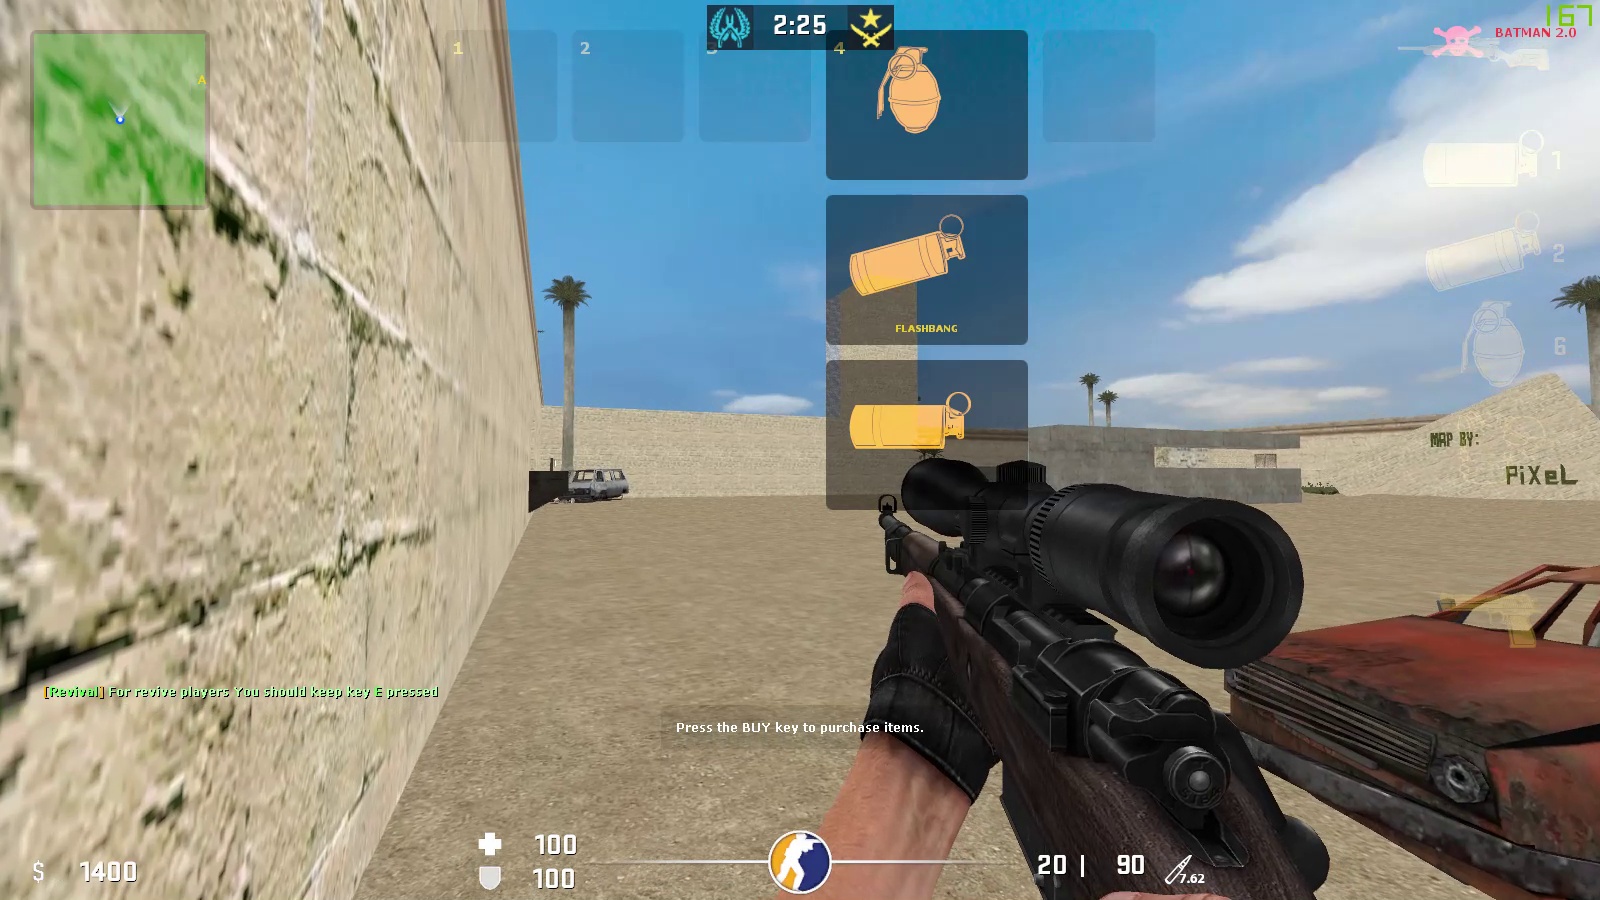 2:25
167
1
2
3
4
BATMAN 2.0
A
1
2
FLASHBANG
6
MAP BY:
PiXeL
[Revival] For revive players You should keep key E pressed
Press the BUY key to purchase items.
$ 1400
100
100
20 | 90
7.62